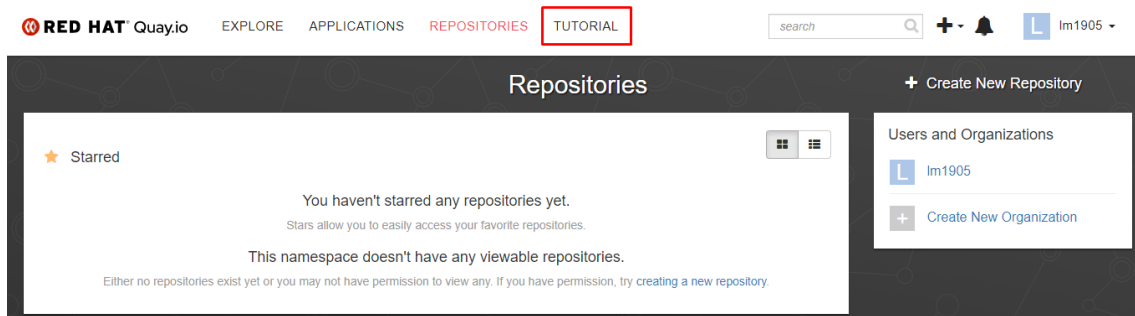 RED HAT Quay.io EXPLORE APPLICATIONS REPOSITORIES TUTORIAL search L lm1905
Repositories
+ Create New Repository
Starred
You haven't starred any repositories yet.
Stars allow you to easily access your favorite repositories.
This namespace doesn't have any viewable repositories.
Either no repositories exist yet or you may not have permission to view any. If you have permission, try creating a new repository.
Users and Organizations
L lm1905
+ Create New Organization